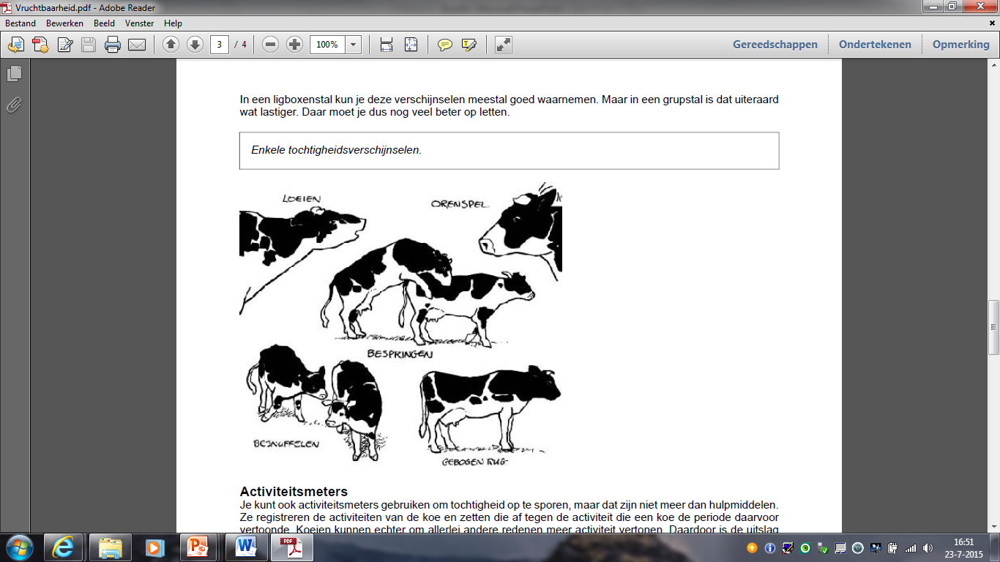 Vruchtbaarheid.pdf - Adobe Reader
Bestand Bewerken Beeld Venster Help
3 / 4 100% Gereedschappen Ondertekenen Opmerking
In een ligboxenstal kun je deze verschijnselen meestal goed waarnemen. Maar in een grupstal is dat uiteraard
wat lastiger. Daar moet je dus nog veel beter op letten.
Enkele tochtigheidsverschijnselen.
LOEIEN
ORENSPEL
BESPRINGEN
BESNUFFELEN
GEBOGEN RUG
Activiteitsmeters
Je kunt ook activiteitsmeters gebruiken om tochtigheid op te sporen, maar dat zijn niet meer dan hulpmiddelen.
Ze registreren de activiteiten van de koe en zetten die af tegen de activiteit die een koe de periode daarvoor
vertoonde. Koeien kunnen echter om allerlei andere redenen meer activiteit vertonen. Daardoor is de uitslag
16:51
23-7-2015